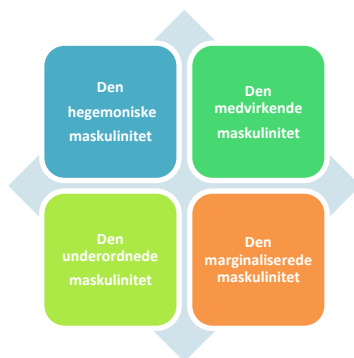 Den
hegemoniske
maskulinitet
Den
medvirkende
maskulinitet
Den
underordnede
maskulinitet
Den
marginaliserede
maskulinitet